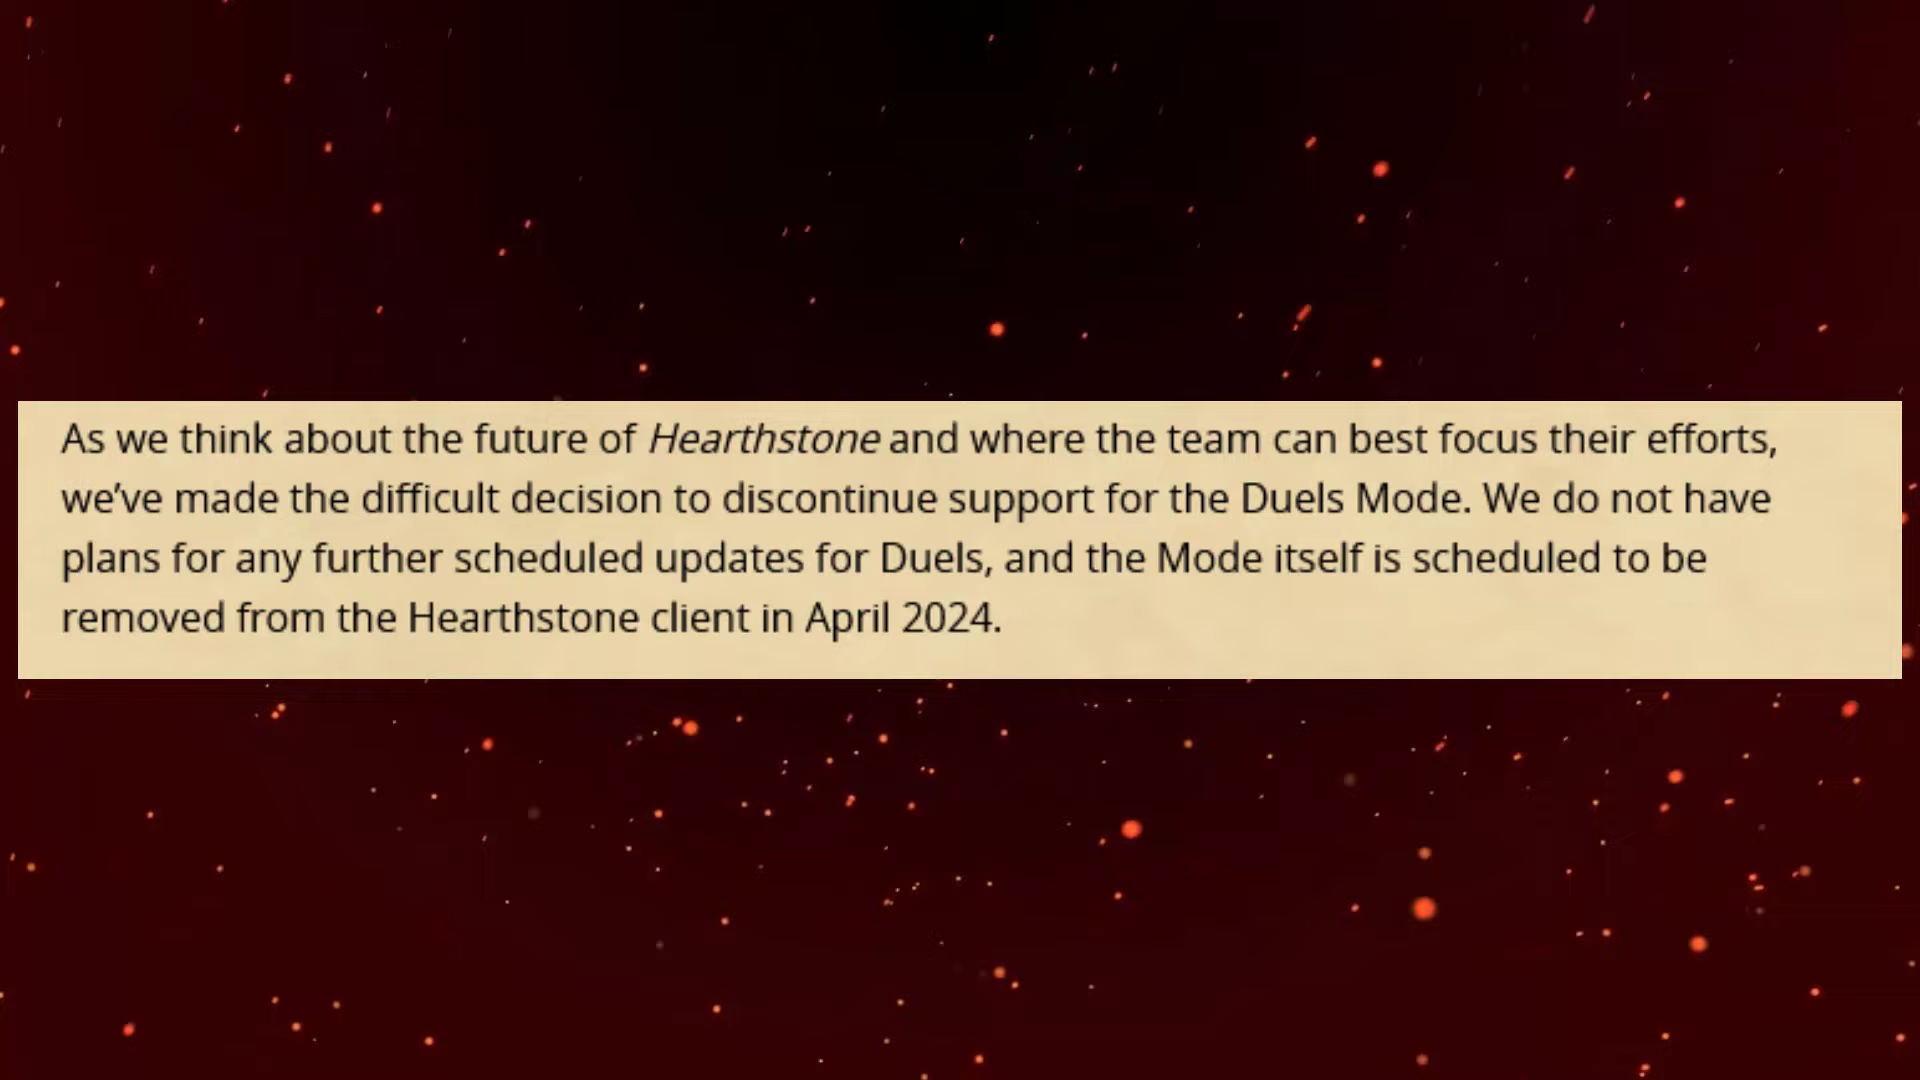 As we think about the future of Hearthstone and where the team can best focus their efforts,
we’ve made the difficult decision to discontinue support for the Duels Mode. We do not have
plans for any further scheduled updates for Duels, and the Mode itself is scheduled to be
removed from the Hearthstone client in April 2024.